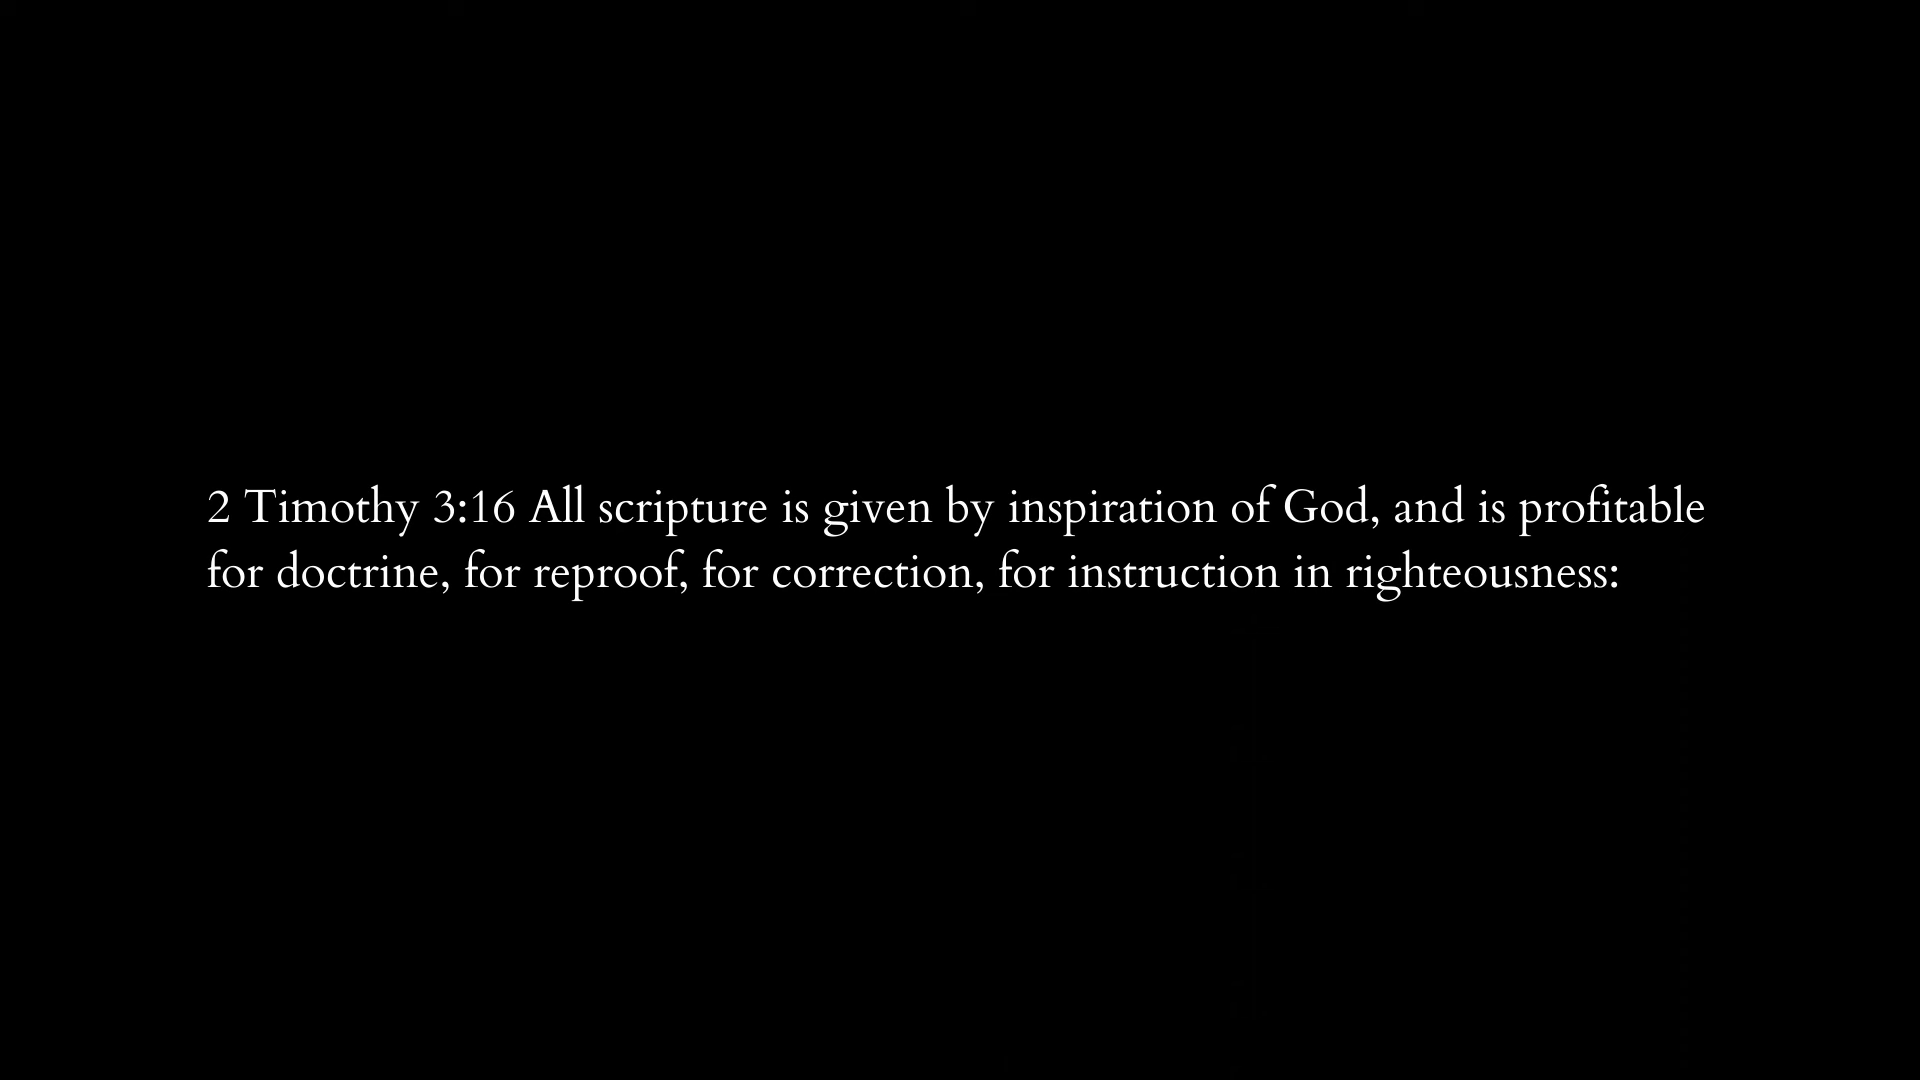 2 Timothy 3:16 All scripture is given by inspiration of God, and is profitable
for doctrine, for reproof, for correction, for instruction in righteousness: